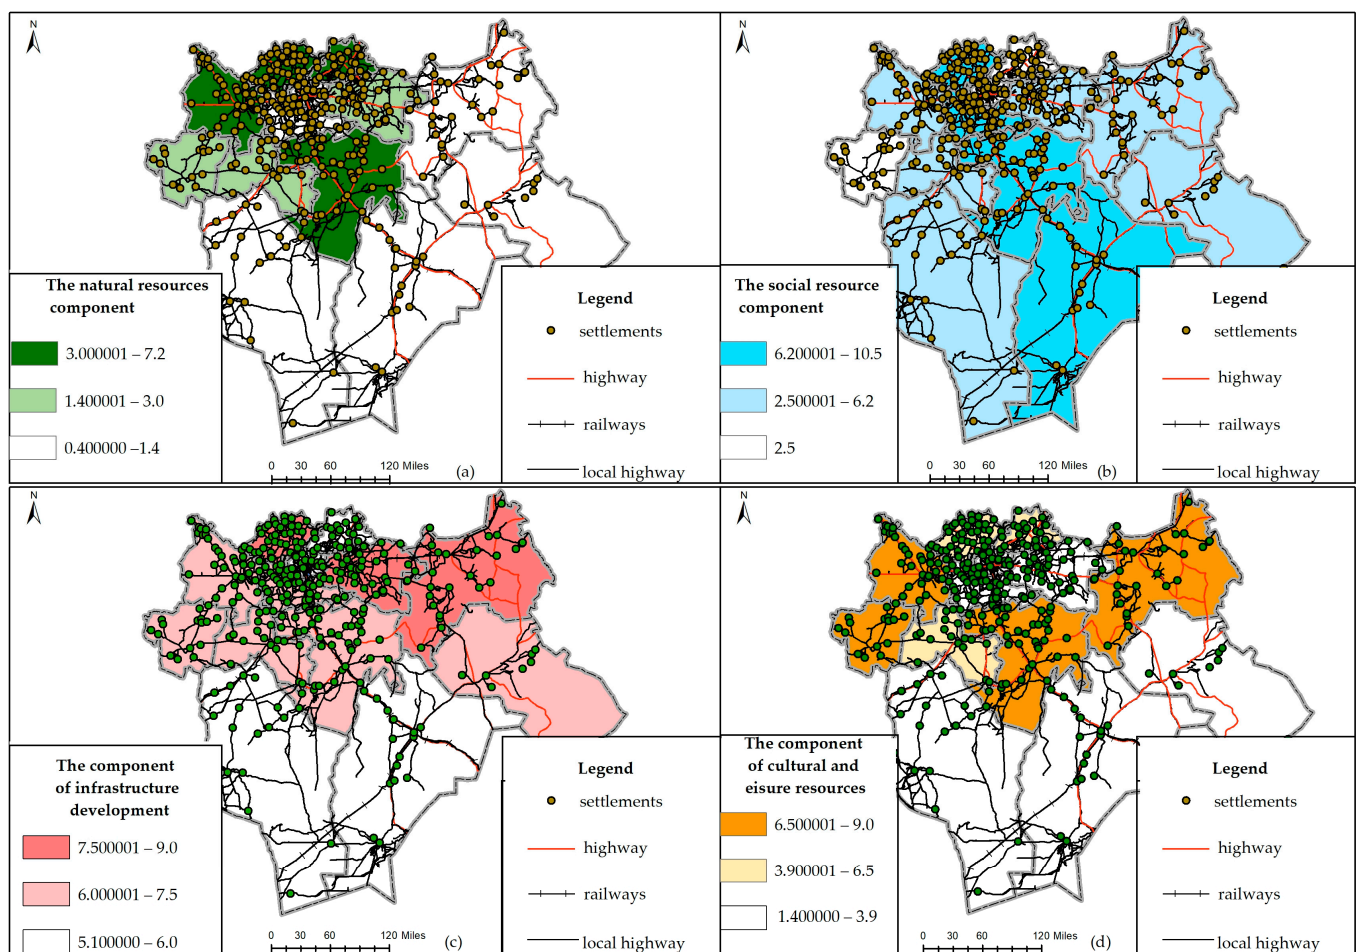 N
The natural resources
component
3.000001 – 7.2
1.400001 – 3.0
0.400000 –1.4
Legend
settlements
highway
railways
local highway
0 30 60 120 Miles
(a)
N
The social resource
component
6.200001 – 10.5
2.500001 – 6.2
2.5
Legend
settlements
highway
railways
local highway
0 30 60 120 Miles
(b)
N
The component
of infrastructure
development
7.500001 – 9.0
6.000001 – 7.5
5.100000 – 6.0
Legend
settlements
highway
railways
local highway
0 30 60 120 Miles
(c)
N
The component
of cultural and
eisure resources
6.500001 – 9.0
3.900001 – 6.5
1.400000 – 3.9
Legend
settlements
highway
railways
local highway
0 30 60 120 Miles
(d)